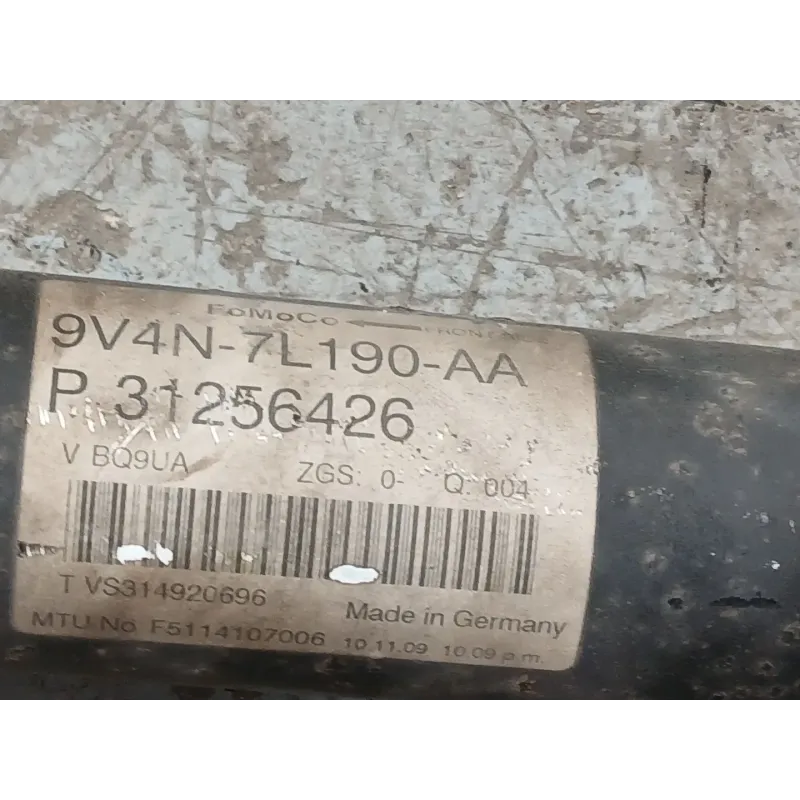 FoMoCo
9V4N-7L190-AA
P 31256426
V BQ9UA ZGS: 0- Q: 004
T VS314920696
Made in Germany
MTU No F5114107006 10.11.09 10.09 p.m.